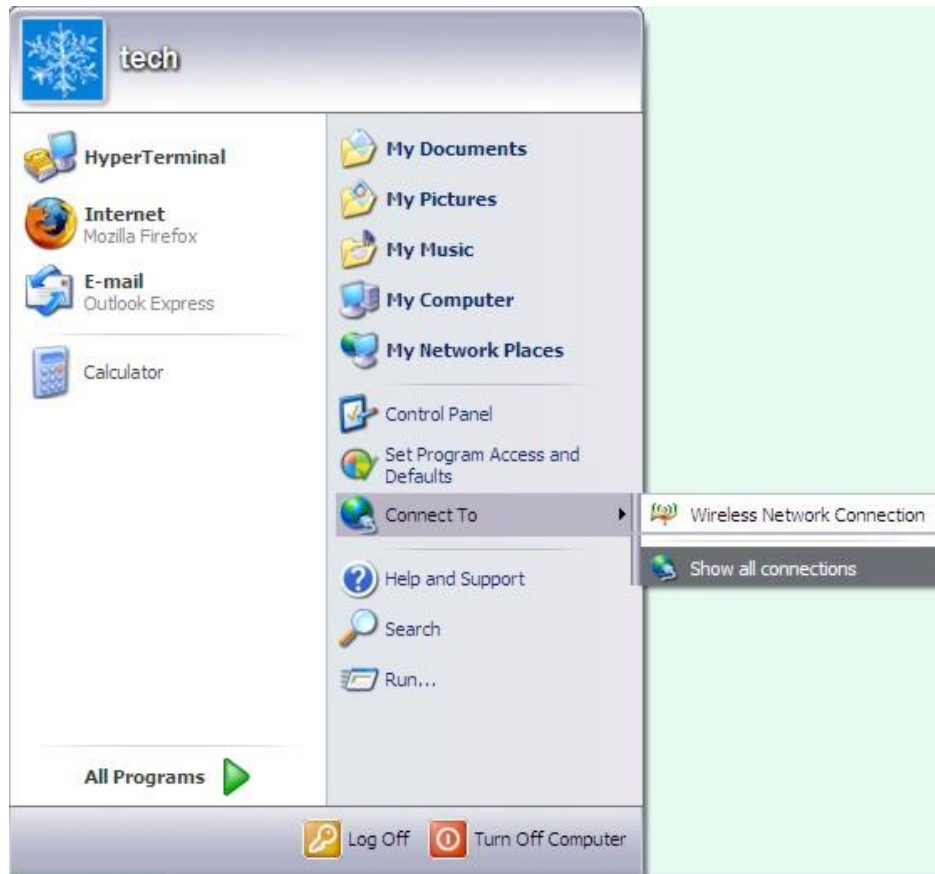 tech
HyperTerminal
Internet
Mozilla Firefox
E-mail
Outlook Express
Calculator
All Programs
My Documents
My Pictures
My Music
My Computer
My Network Places
Control Panel
Set Program Access and
Defaults
Connect To
Wireless Network Connection
Show all connections
Help and Support
Search
Run...
Log Off
Turn Off Computer